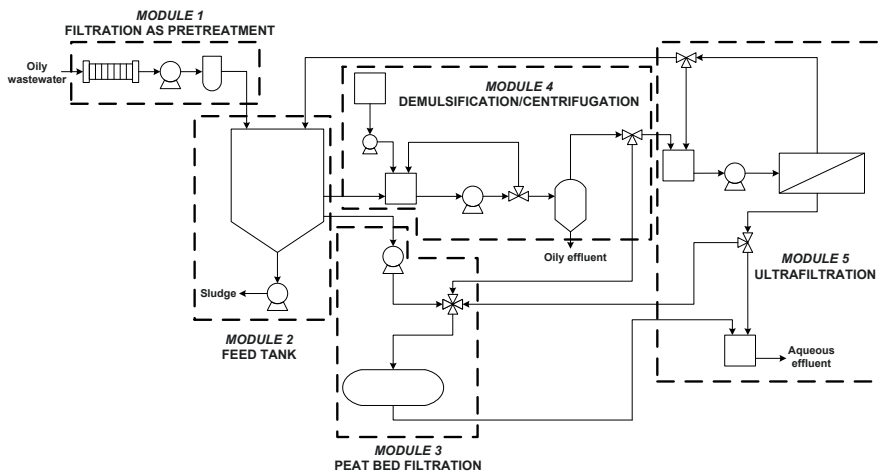 MODULE 1
FILTRATION AS PRETREATMENT
Oily
wastewater
MODULE 4
DEMULSIFICATION/CENTRIFUGATION
Oily effluent
MODULE 5
ULTRAFILTRATION
Sludge
MODULE 2
FEED TANK
Aqueous
effluent
MODULE 3
PEAT BED FILTRATION